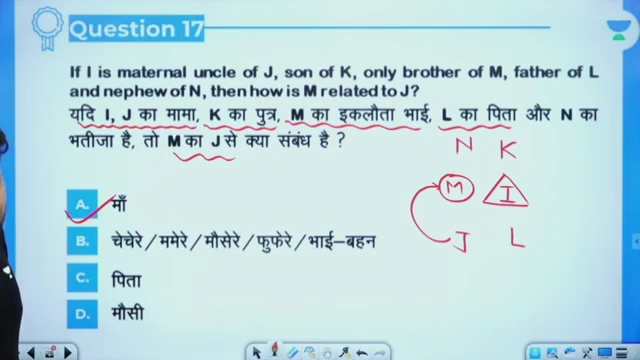 Question 17
If I is maternal uncle of J, son of K, only brother of M, father of L
and nephew of N, then how is M related to J?
यदि I, J का मामा, K का पुत्र, M का इकलौता भाई, L का पिता और N का
भतीजा है, तो M का J से क्या संबंध है ?
N K
A. माँ
M I
B. चेचेरे/ममेरे/मौसेरे/फुफेरे/भाई–बहन
J L
C. पिता
D. मौसी